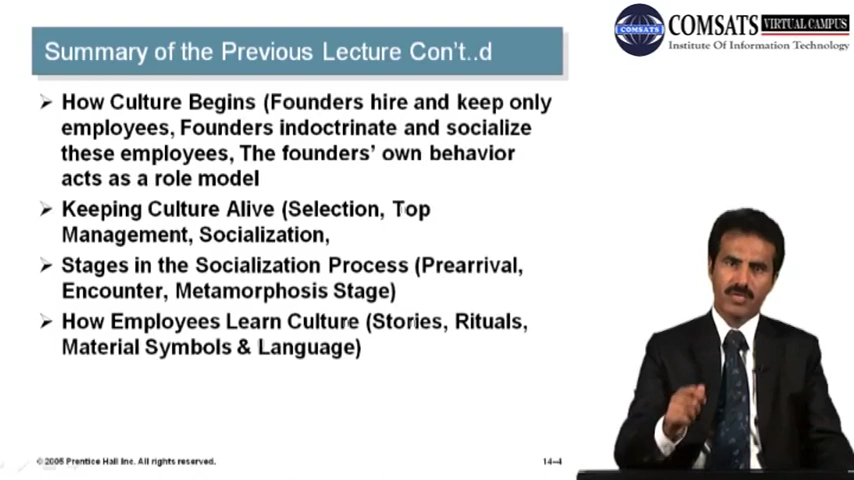 Summary of the Previous Lecture Con't..d
COMSATS VIRTUAL CAMPUS
COMSATS
Institute Of Information Technology
How Culture Begins (Founders hire and keep only
employees, Founders indoctrinate and socialize
these employees, The founders' own behavior
acts as a role model
Keeping Culture Alive (Selection, Top
Management, Socialization,
Stages in the Socialization Process (Prearrival,
Encounter, Metamorphosis Stage)
How Employees Learn Culture (Stories, Rituals,
Material Symbols & Language)
© 2005 Prentice Hall Inc. All rights reserved.
14–4